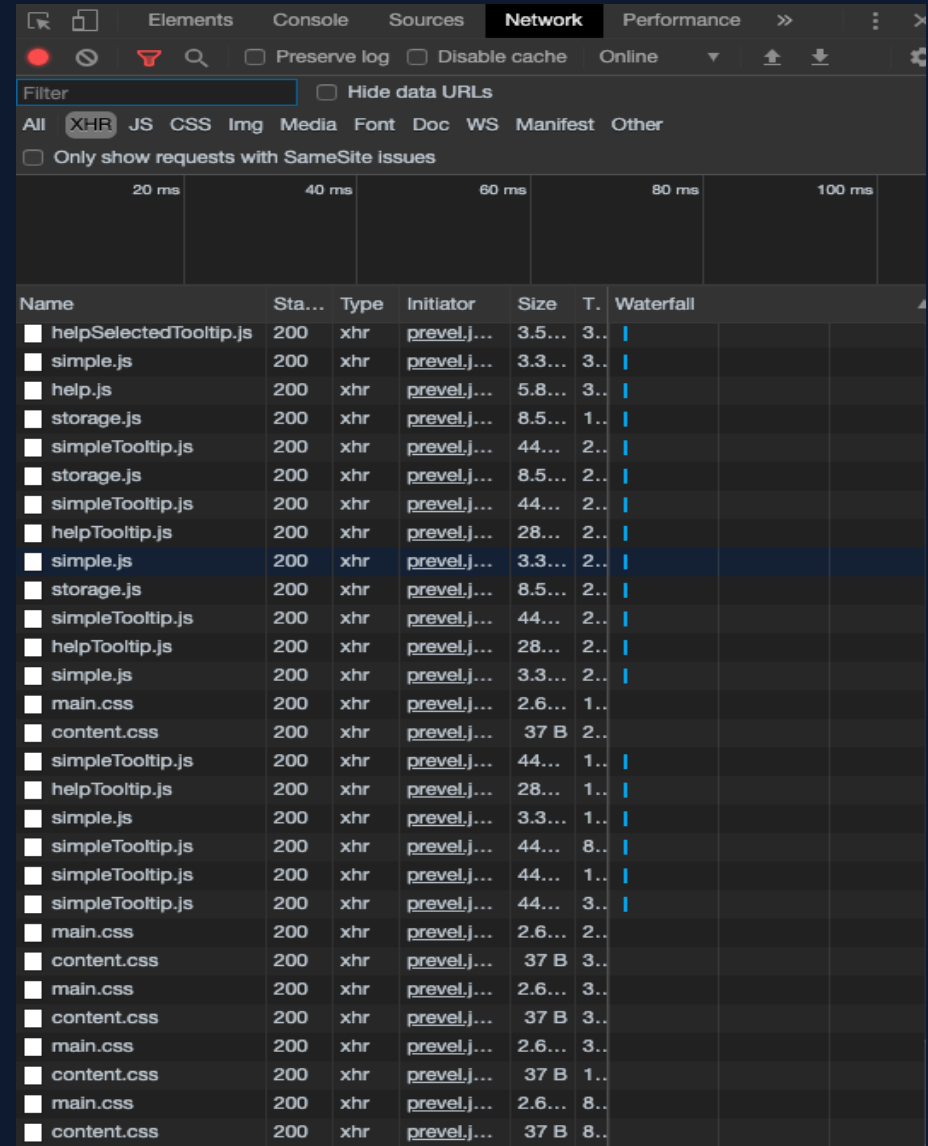 Elements Console Sources Network Performance »
Preserve log Disable cache Online
Filter Hide data URLs
All XHR JS CSS Img Media Font Doc WS Manifest Other
Only show requests with SameSite issues
20 ms 40 ms 60 ms 80 ms 100 ms
Name Sta... Type Initiator Size T. Waterfall
helpSelectedTooltip.js 200 xhr prevel.j... 3.5... 3..
simple.js 200 xhr prevel.j... 3.3... 3..
help.js 200 xhr prevel.j... 5.8... 3..
storage.js 200 xhr prevel.j... 8.5... 1..
simpleTooltip.js 200 xhr prevel.j... 44... 2..
storage.js 200 xhr prevel.j... 8.5... 2..
simpleTooltip.js 200 xhr prevel.j... 44... 2..
helpTooltip.js 200 xhr prevel.j... 28... 2..
simple.js 200 xhr prevel.j... 3.3... 2..
storage.js 200 xhr prevel.j... 8.5... 2..
simpleTooltip.js 200 xhr prevel.j... 44... 2..
helpTooltip.js 200 xhr prevel.j... 28... 2..
simple.js 200 xhr prevel.j... 3.3... 2..
main.css 200 xhr prevel.j... 2.6... 1..
content.css 200 xhr prevel.j... 37 B 2..
simpleTooltip.js 200 xhr prevel.j... 44... 1..
helpTooltip.js 200 xhr prevel.j... 28... 1..
simple.js 200 xhr prevel.j... 3.3... 1..
simpleTooltip.js 200 xhr prevel.j... 44... 8..
simpleTooltip.js 200 xhr prevel.j... 44... 1..
simpleTooltip.js 200 xhr prevel.j... 44... 3..
main.css 200 xhr prevel.j... 2.6... 2..
content.css 200 xhr prevel.j... 37 B 3..
main.css 200 xhr prevel.j... 2.6... 3..
content.css 200 xhr prevel.j... 37 B 3..
main.css 200 xhr prevel.j... 2.6... 3..
content.css 200 xhr prevel.j... 37 B 1..
main.css 200 xhr prevel.j... 2.6... 8..
content.css 200 xhr prevel.j... 37 B 8..